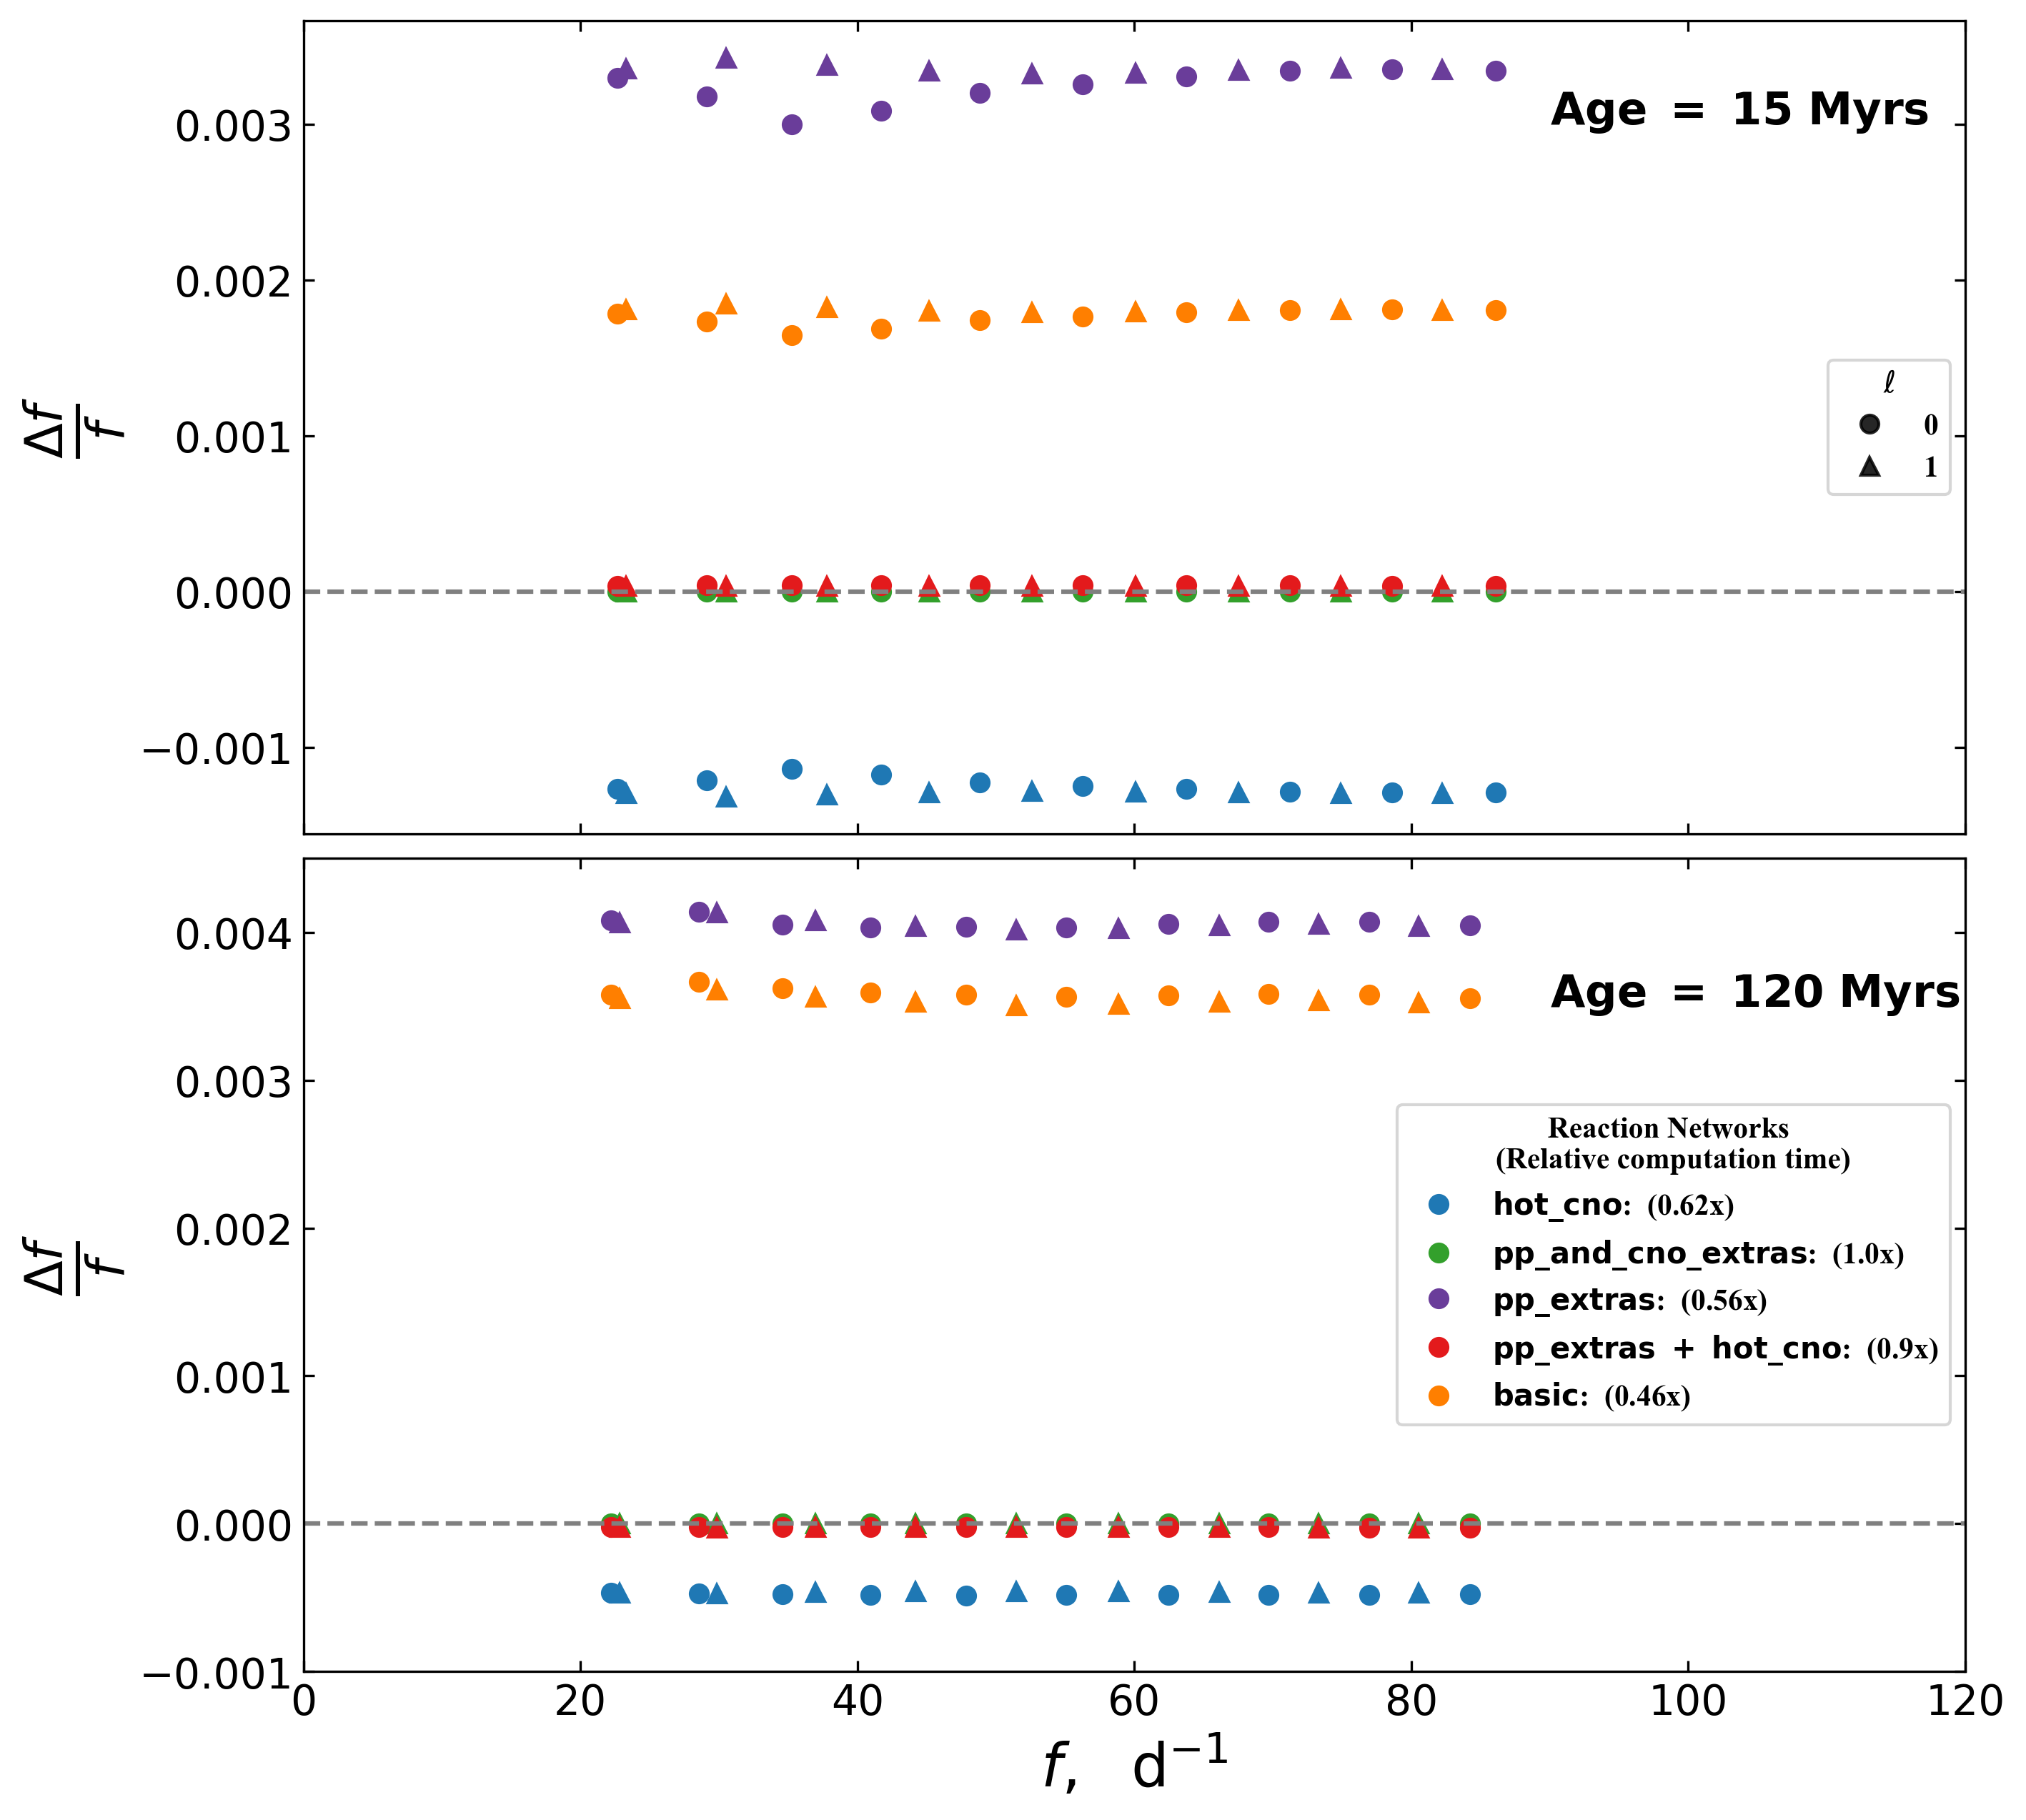 0.003
0.002
0.001
0.000
−0.001
Δf
f
Age = 15 Myrs
ℓ
0
1
0.004
0.003
0.002
0.001
0.000
−0.001
Δf
f
Age = 120 Myrs
Reaction Networks
(Relative computation time)
hot_cno: (0.62x)
pp_and_cno_extras: (1.0x)
pp_extras: (0.56x)
pp_extras + hot_cno: (0.9x)
basic: (0.46x)
0 20 40 60 80 100 120
f, d⁻¹